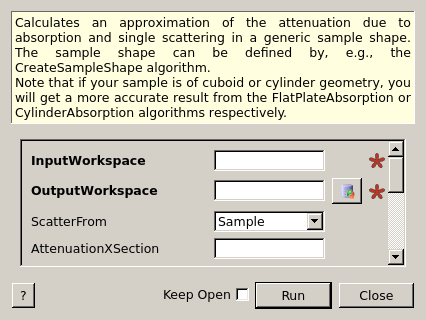 Calculates an approximation of the attenuation due to
absorption and single scattering in a generic sample shape.
The sample shape can be defined by, e.g., the
CreateSampleShape algorithm.
Note that if your sample is of cuboid or cylinder geometry, you
will get a more accurate result from the FlatPlateAbsorption or
CylinderAbsorption algorithms respectively.
InputWorkspace
OutputWorkspace
ScatterFrom Sample
AttenuationXSection
? Keep Open Run Close